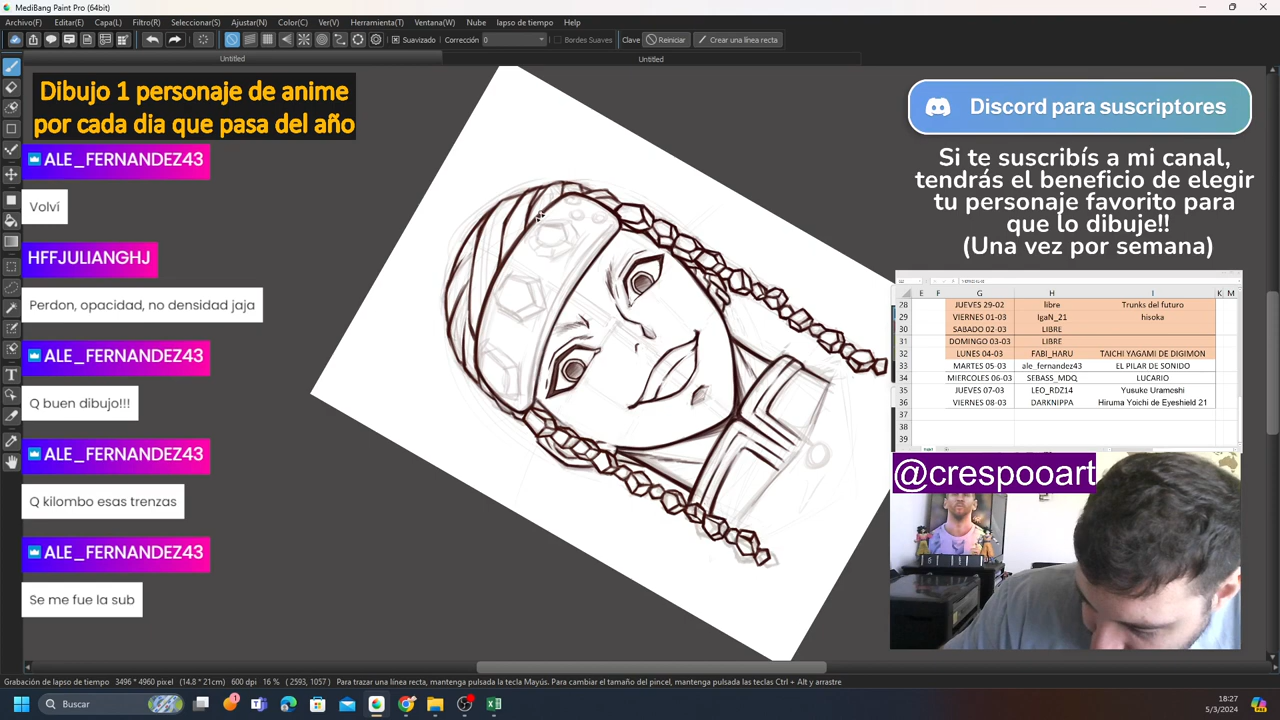 MediBang Paint Pro (64bit)
Archivo(F) Editar(E) Capa(L) Filtro(R) Seleccionar(S) Ajustar(N) Color(C) Ver(V) Herramienta(T) Ventana(W) Nube lapso de tiempo Help
Suavizado Corrección 0 Bordes Suaves Clave Reiniciar Crear una línea recta
Untitled Untitled
Dibujo 1 personaje de anime
por cada dia que pasa del año
ALE_FERNANDEZ43
Volví
HFFJULIANGHJ
Perdon, opacidad, no densidad jaja
ALE_FERNANDEZ43
Q buen dibujo!!!
ALE_FERNANDEZ43
Q kilombo esas trenzas
ALE_FERNANDEZ43
Se me fue la sub
Discord para suscriptores
Si te suscribís a mi canal,
tendrás el beneficio de elegir
tu personaje favorito para
que lo dibuje!!
(Una vez por semana)
E F G H I K M
28 JUEVES 29-02 libre Trunks del futuro
29 VIERNES 01-03 IgaN_21 hisoka
30 SABADO 02-03 LIBRE
31 DOMINGO 03-03 LIBRE
32 LUNES 04-03 FABI_HARU TAICHI YAGAMI DE DIGIMON
33 MARTES 05-03 ale_fernandez43 EL PILAR DE SONIDO
34 MIERCOLES 06-03 SEBASS_MDQ LUCARIO
35 JUEVES 07-03 LEO_RDZ14 Yusuke Urameshi
36 VIERNES 08-03 DARKNIPPA Hiruma Yoichi de Eyeshield 21
37
38
39
@crespooart
Grabación de lapso de tiempo 3496 * 4960 pixel (14.8 * 21cm) 600 dpi 16 % ( 2593, 1057 ) Para trazar una línea recta, mantenga pulsada la tecla Mayús. Para cambiar el tamaño del pincel, mantenga pulsadas las teclas Ctrl + Alt y arrastre
Buscar
18:27
5/3/2024